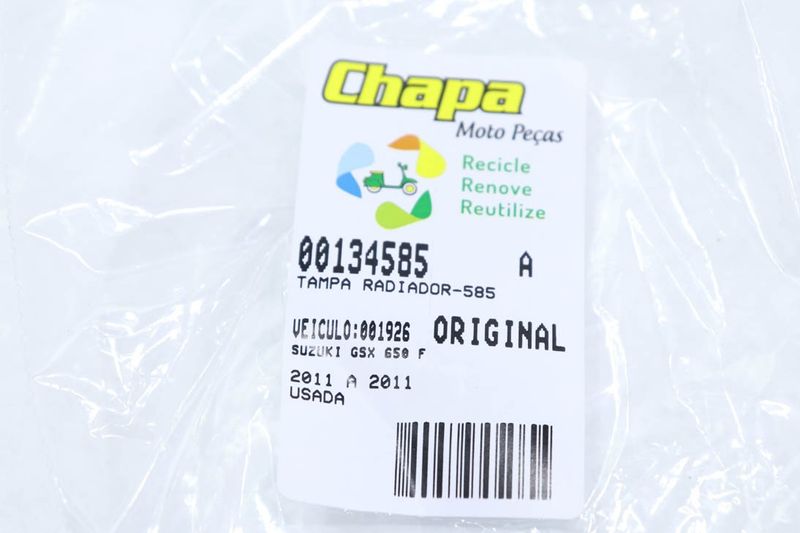 Chapa
Moto Peças
Recicle
Renove
Reutilize
00134585 A
TAMPA RADIADOR-585
VEICULO:001926 ORIGINAL
SUZUKI GSX 650 F
2011 A 2011
USADA